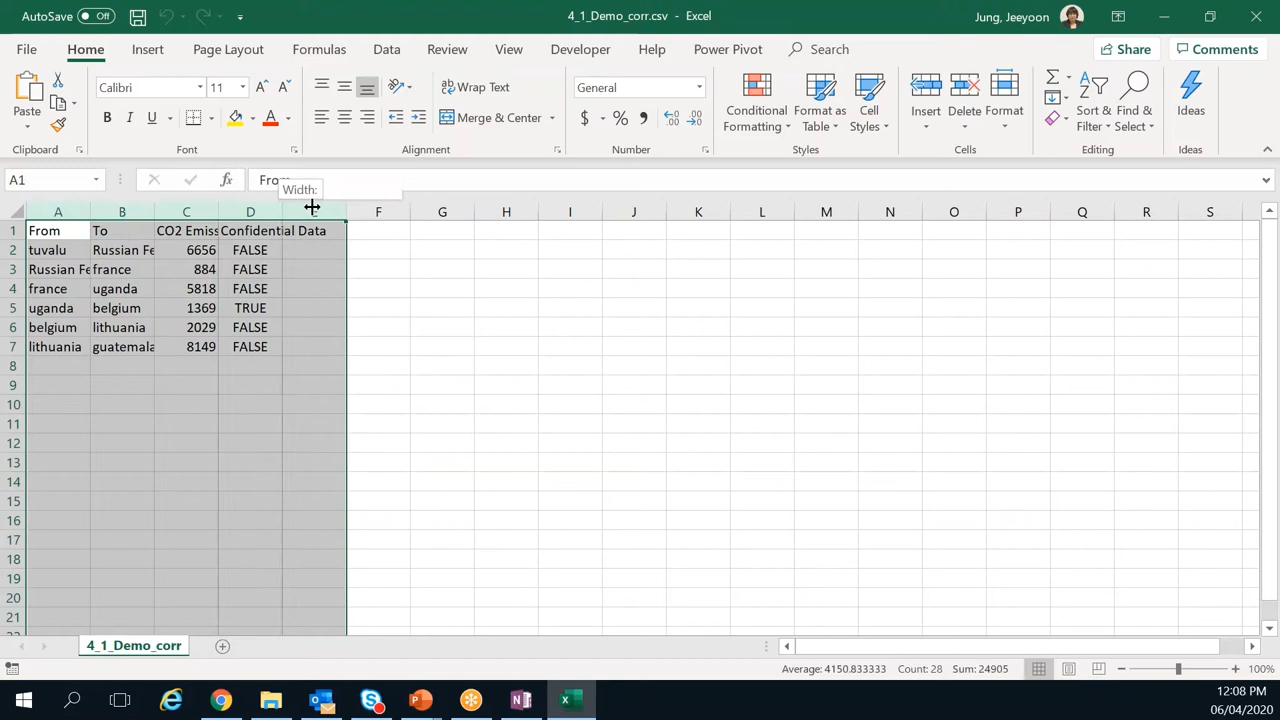 AutoSave Off 4_1_Demo_corr.csv - Excel Jung, Jeeyoon
File Home Insert Page Layout Formulas Data Review View Developer Help Power Pivot Search Share Comments
Paste Calibri 11 Wrap Text General Conditional Formatting Format as Table Cell Styles Insert Delete Format Sort & Filter Find & Select Ideas
B I U A Merge & Center $ %
Clipboard Font Alignment Number Styles Cells Editing Ideas
A1 fx From
Width:
A B C D E F G H I J K L M N O P Q R S
1 From To CO2 Emiss Confidential Data
2 tuvalu Russian Fe 6656 FALSE
3 Russian Fe france 884 FALSE
4 france uganda 5818 FALSE
5 uganda belgium 1369 TRUE
6 belgium lithuania 2029 FALSE
7 lithuania guatemala 8149 FALSE
8
9
10
11
12
13
14
15
16
17
18
19
20
21
4_1_Demo_corr
Average: 4150.833333 Count: 28 Sum: 24905 100%
12:08 PM
06/04/2020